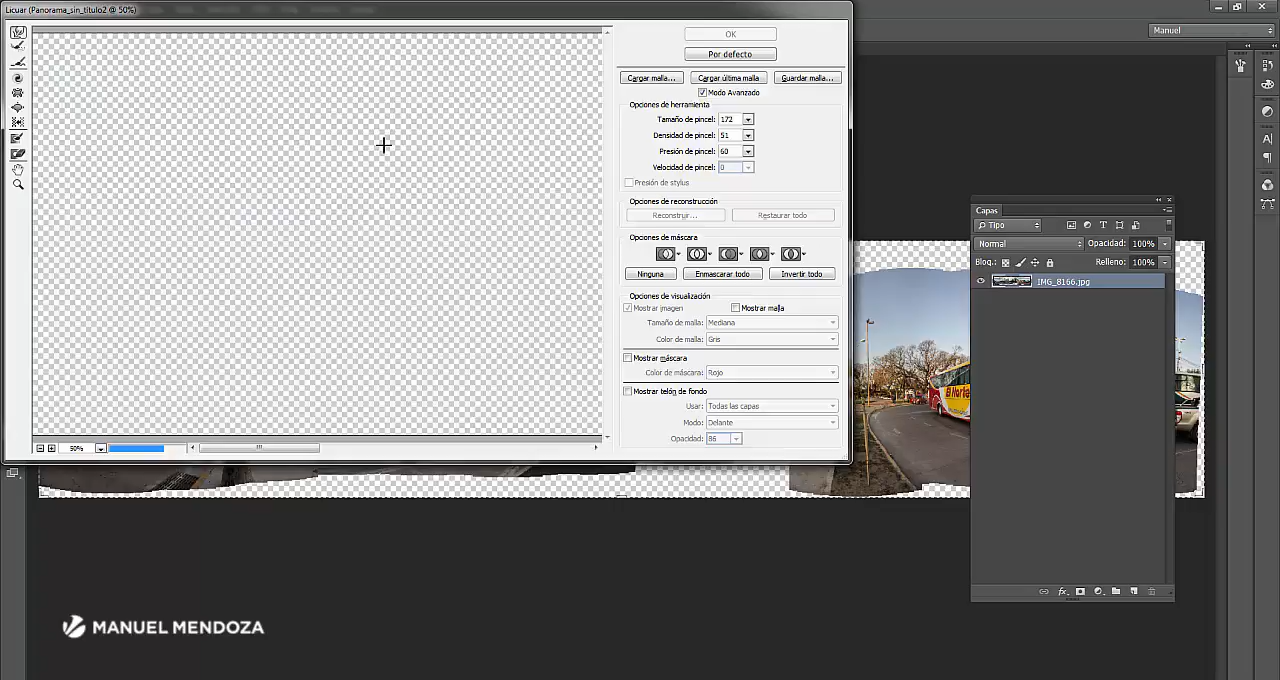 Licuar (Panorama_sin_título2 @ 50%)
OK
Por defecto
Cargar malla...
Cargar última malla
Guardar malla...
Modo Avanzado
Opciones de herramienta
Tamaño de pincel: 172
Densidad de pincel: 51
Presión de pincel: 60
Velocidad de pincel: 0
Presión de stylus
Opciones de reconstrucción
Reconstruir...
Restaurar todo
Opciones de máscara
Ninguna
Enmascarar todo
Invertir todo
Opciones de visualización
Mostrar imagen
Mostrar malla
Tamaño de malla: Mediana
Color de malla: Gris
Mostrar máscara
Color de máscara: Rojo
Mostrar telón de fondo
Usar: Todas las capas
Modo: Delante
Opacidad: 86
50%
Manuel
Capas
Tipo
Normal
Opacidad: 100%
Bloq.:
Relleno: 100%
IMG_8166.jpg
El Norte
MANUEL MENDOZA